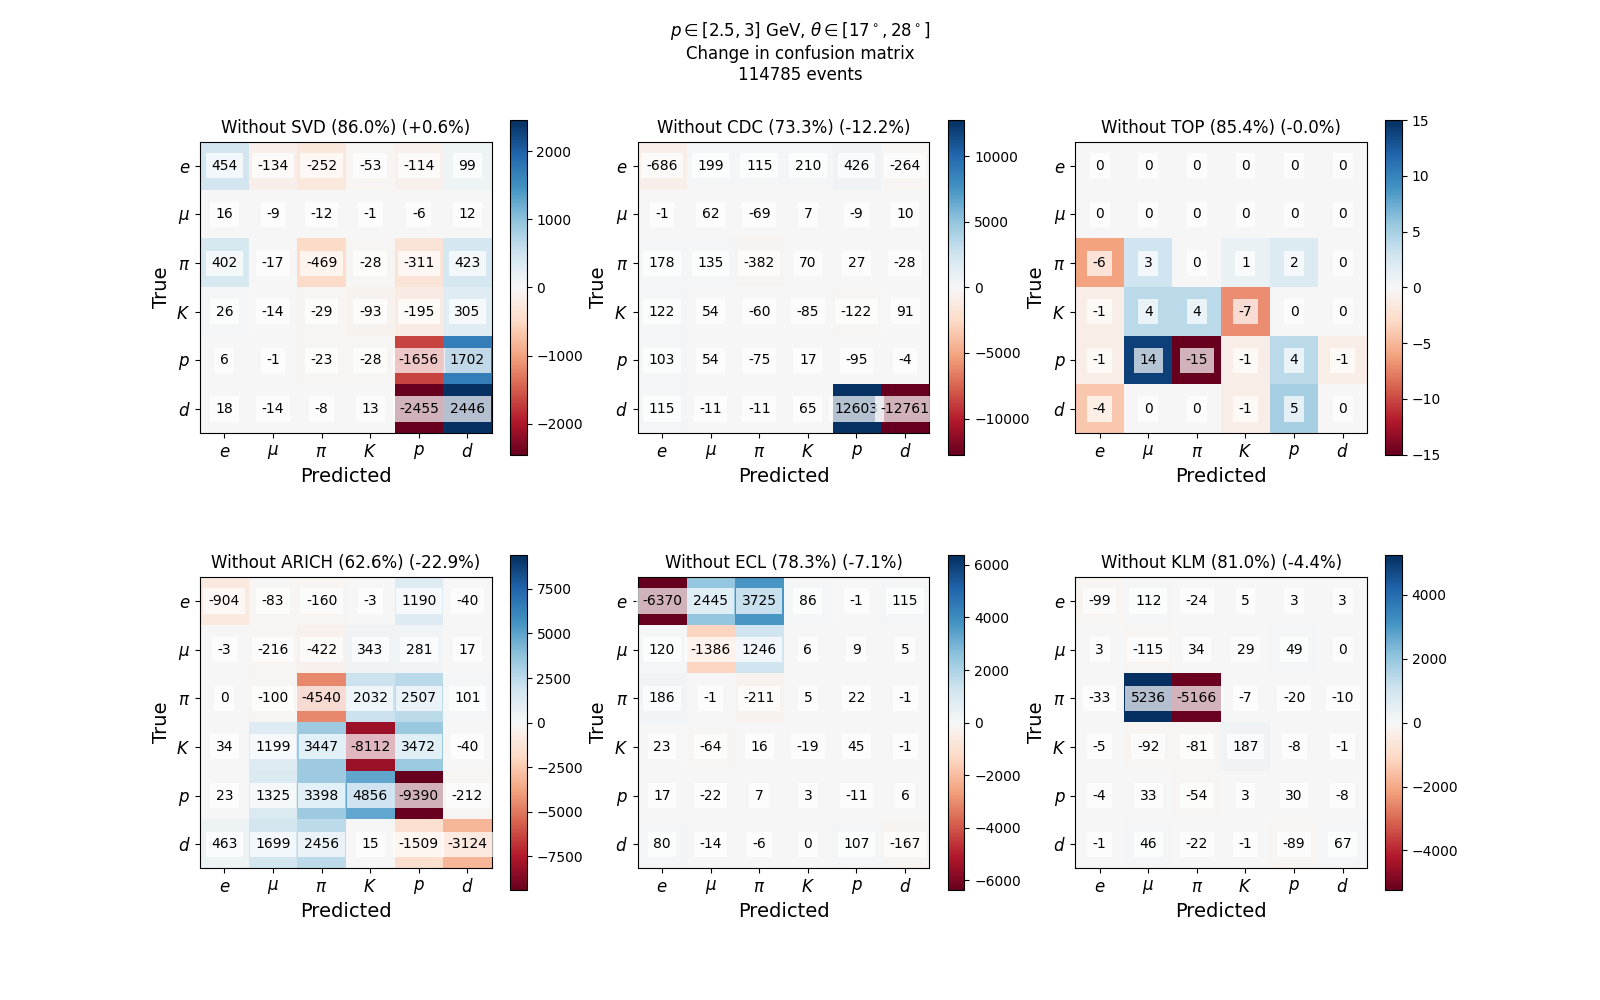 p ∈ [2.5, 3] GeV, θ ∈ [17°, 28°]
Change in confusion matrix
114785 events
Without SVD (86.0%) (+0.6%)
True
e 454 -134 -252 -53 -114 99
μ 16 -9 -12 -1 -6 12
π 402 -17 -469 -28 -311 423
K 26 -14 -29 -93 -195 305
p 6 -1 -23 -28 -1656 1702
d 18 -14 -8 13 -2455 2446
e μ π K p d
Predicted
2000
1000
0
−1000
−2000
Without CDC (73.3%) (-12.2%)
True
e -686 199 115 210 426 -264
μ -1 62 -69 7 -9 10
π 178 135 -382 70 27 -28
K 122 54 -60 -85 -122 91
p 103 54 -75 17 -95 -4
d 115 -11 -11 65 12603 -12761
e μ π K p d
Predicted
10000
5000
0
−5000
−10000
Without TOP (85.4%) (-0.0%)
True
e 0 0 0 0 0 0
μ 0 0 0 0 0 0
π -6 3 0 1 2 0
K -1 4 4 -7 0 0
p -1 14 -15 -1 4 -1
d -4 0 0 -1 5 0
e μ π K p d
Predicted
15
10
5
0
−5
−10
−15
Without ARICH (62.6%) (-22.9%)
True
e -904 -83 -160 -3 1190 -40
μ -3 -216 -422 343 281 17
π 0 -100 -4540 2032 2507 101
K 34 1199 3447 -8112 3472 -40
p 23 1325 3398 4856 -9390 -212
d 463 1699 2456 15 -1509 -3124
e μ π K p d
Predicted
7500
5000
2500
0
−2500
−5000
−7500
Without ECL (78.3%) (-7.1%)
True
e -6370 2445 3725 86 -1 115
μ 120 -1386 1246 6 9 5
π 186 -1 -211 5 22 -1
K 23 -64 16 -19 45 -1
p 17 -22 7 3 -11 6
d 80 -14 -6 0 107 -167
e μ π K p d
Predicted
6000
4000
2000
0
−2000
−4000
−6000
Without KLM (81.0%) (-4.4%)
True
e -99 112 -24 5 3 3
μ 3 -115 34 29 49 0
π -33 5236 -5166 -7 -20 -10
K -5 -92 -81 187 -8 -1
p -4 33 -54 3 30 -8
d -1 46 -22 -1 -89 67
e μ π K p d
Predicted
4000
2000
0
−2000
−4000